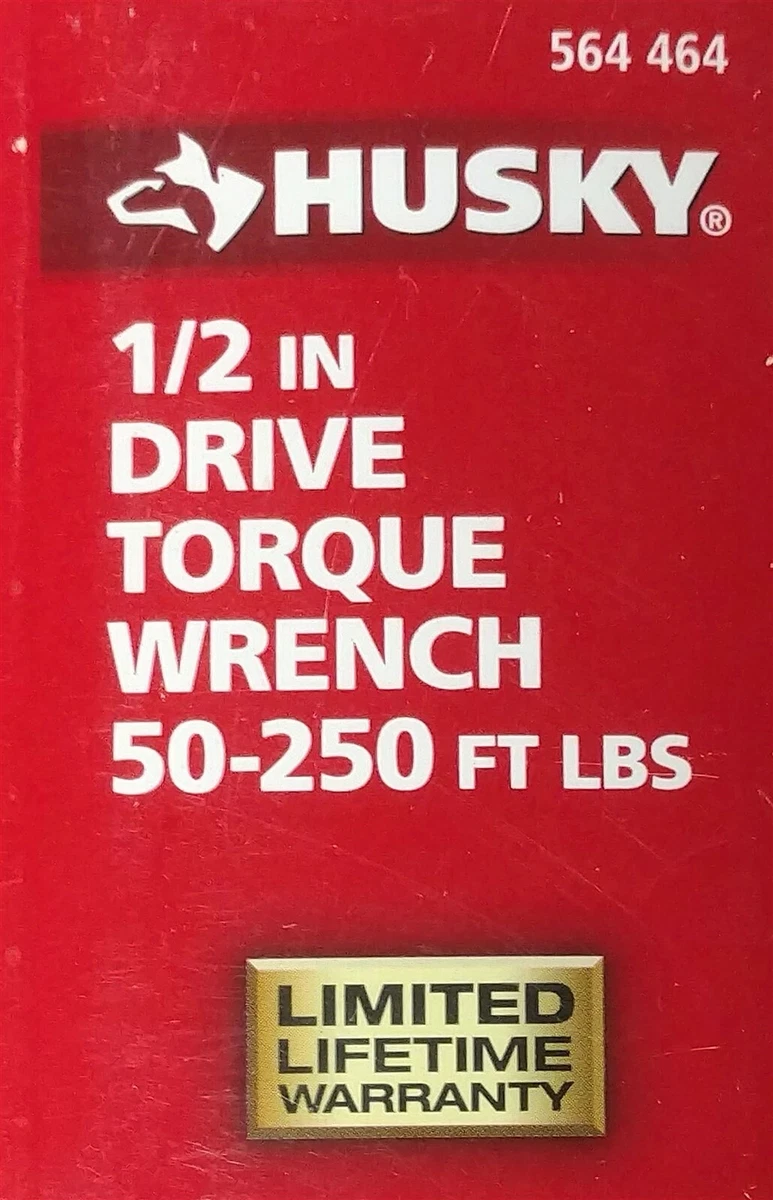 564 464
HUSKY®
1/2 IN
DRIVE
TORQUE
WRENCH
50-250 FT LBS
LIMITED
LIFETIME
WARRANTY